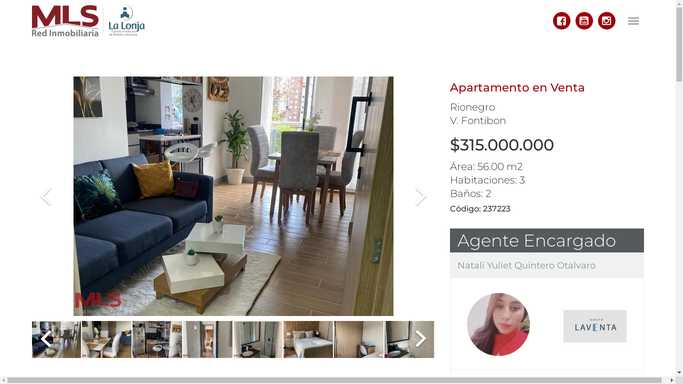 MLS
Red Inmobiliaria
La Lonja
Apartamento en Venta
Rionegro
V. Fontibon
$315.000.000
Área: 56.00 m2
Habitaciones: 3
Baños: 2
Código: 237223
MLS
Agente Encargado
Natali Yuliet Quintero Otalvaro
LAVENTA